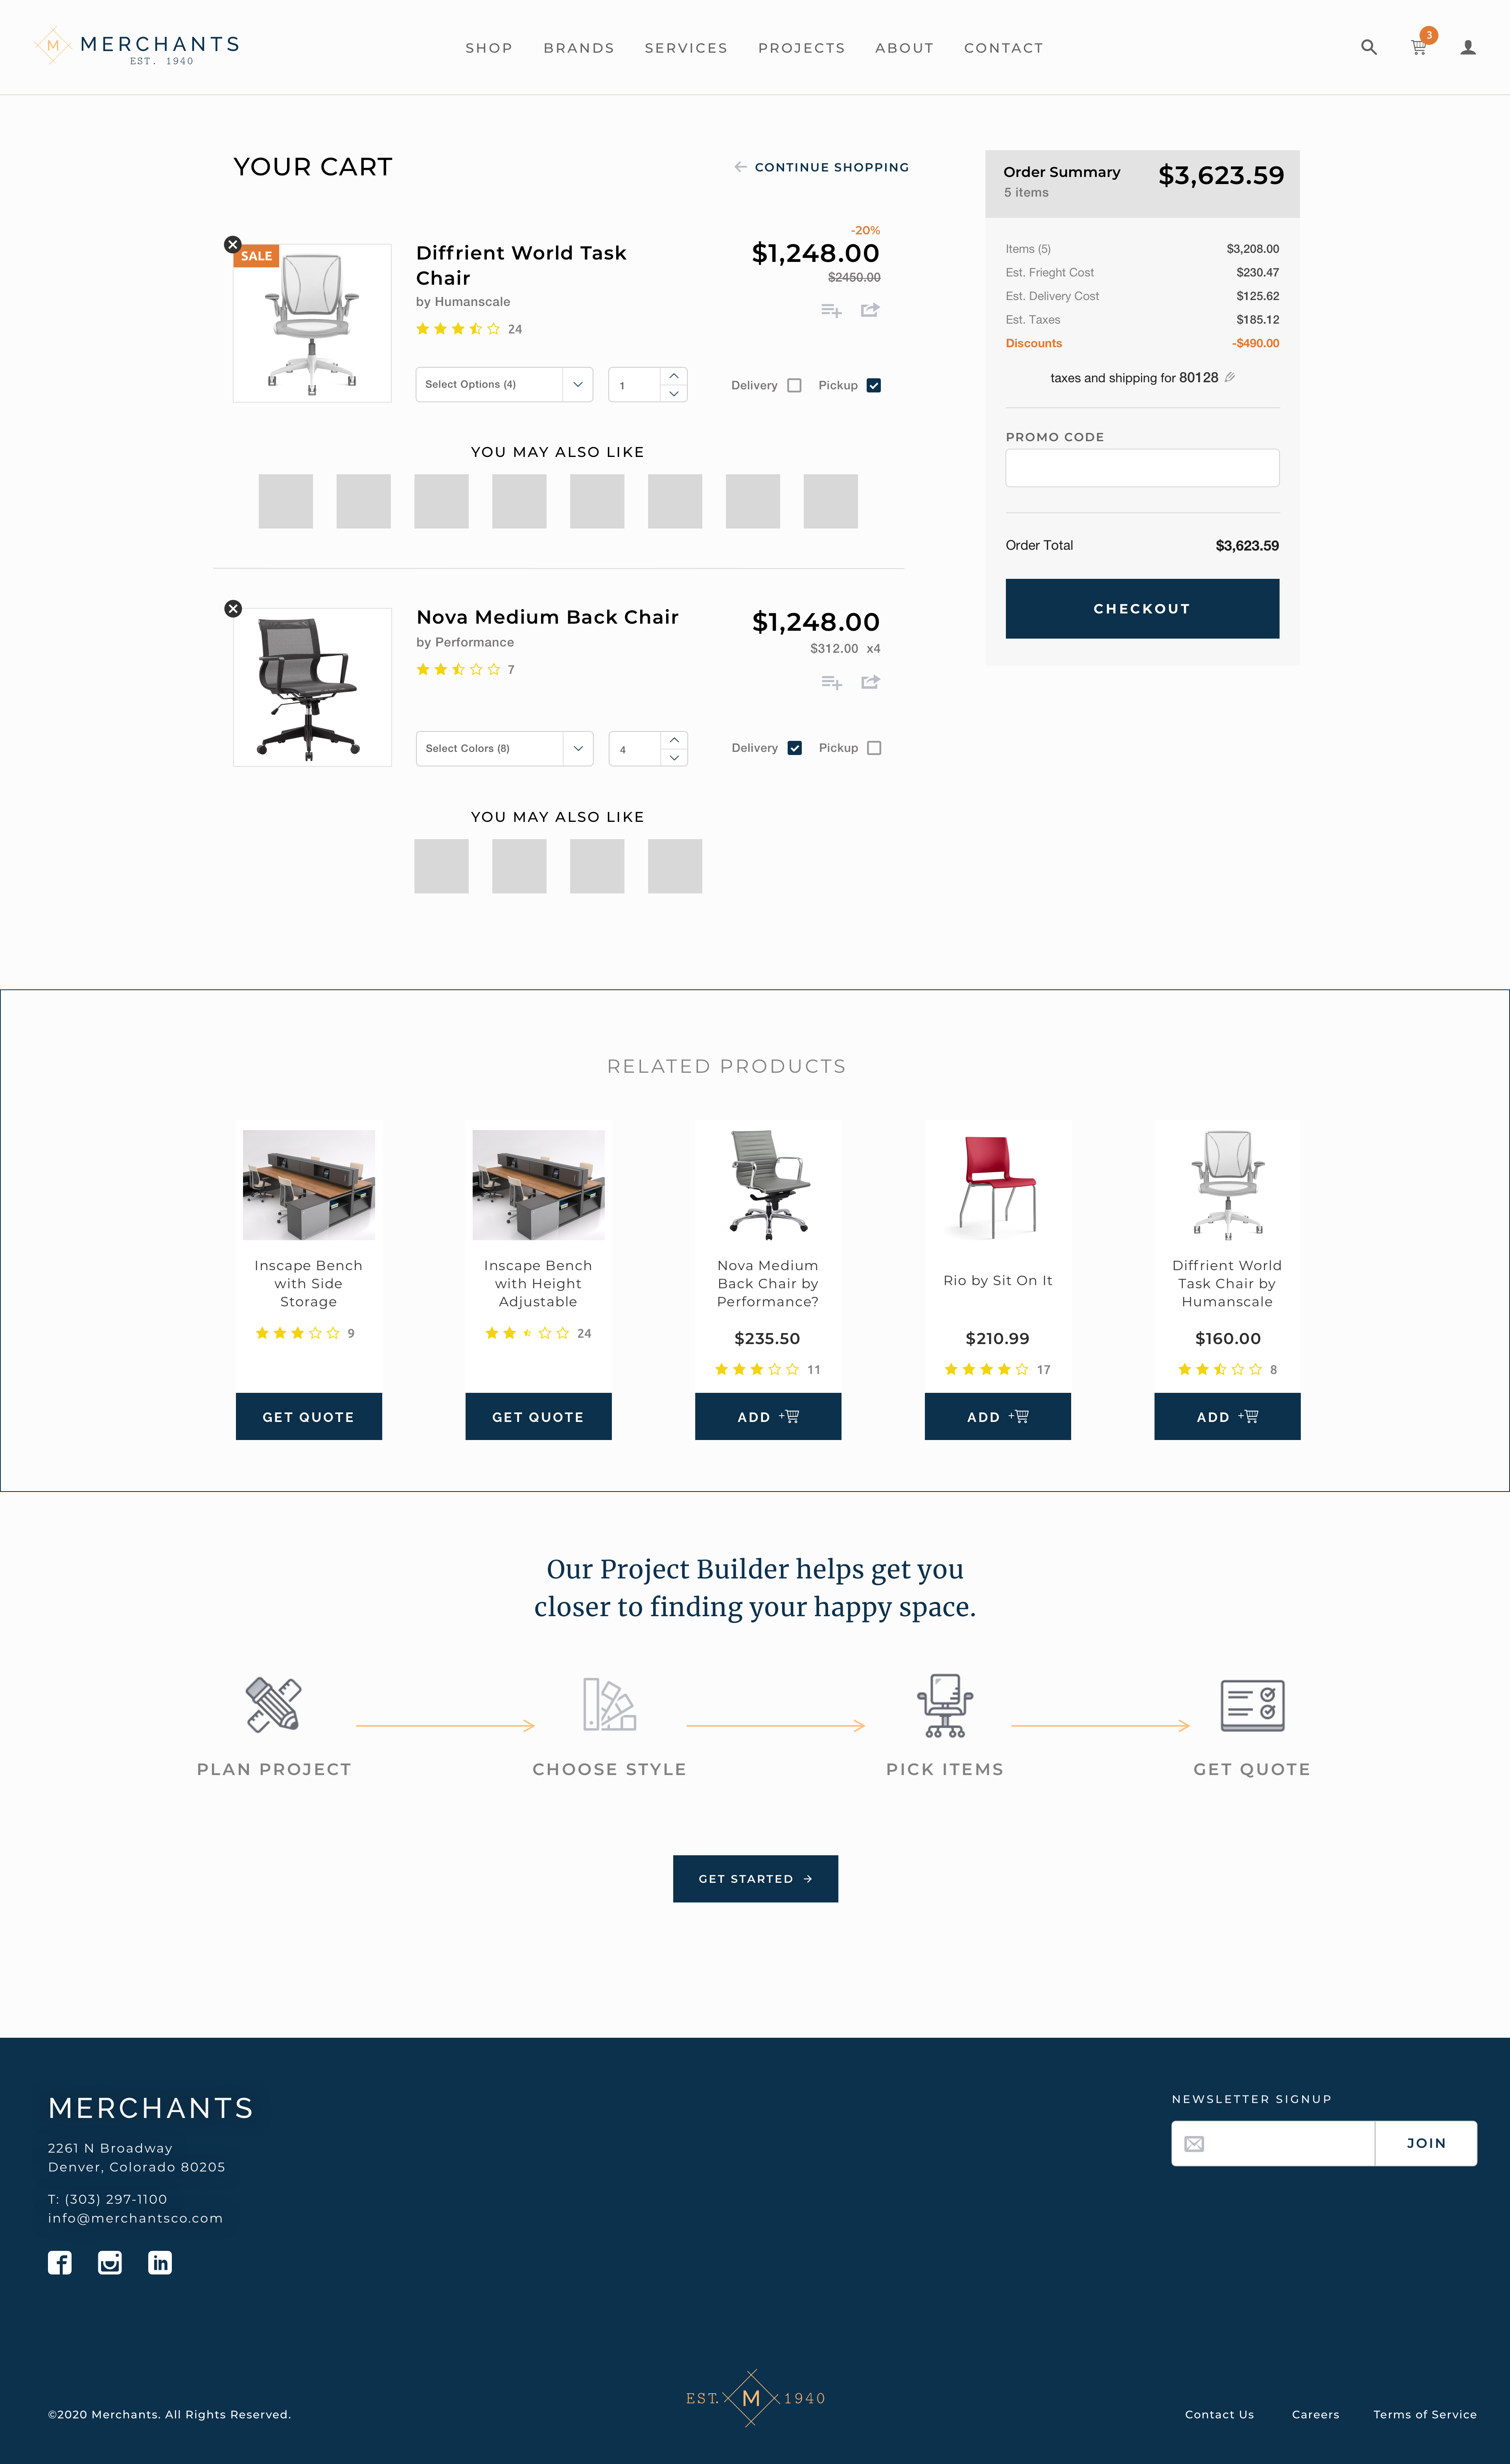 MERCHANTS
EST. 1940
SHOP BRANDS SERVICES PROJECTS ABOUT CONTACT
3
YOUR CART
CONTINUE SHOPPING
SALE
Diffrient World Task
Chair
by Humanscale
24
-20%
$1,248.00
$2450.00
Select Options (4)
1
Delivery
Pickup
YOU MAY ALSO LIKE
Nova Medium Back Chair
by Performance
7
$1,248.00
$312.00 x4
Select Colors (8)
4
Delivery
Pickup
YOU MAY ALSO LIKE
Order Summary
$3,623.59
5 items
Items (5) $3,208.00
Est. Frieght Cost $230.47
Est. Delivery Cost $125.62
Est. Taxes $185.12
Discounts -$490.00
taxes and shipping for 80128
PROMO CODE
Order Total $3,623.59
CHECKOUT
RELATED PRODUCTS
Inscape Bench
with Side
Storage
9
GET QUOTE
Inscape Bench
with Height
Adjustable
24
GET QUOTE
Nova Medium
Back Chair by
Performance?
$235.50
11
ADD
Rio by Sit On It
$210.99
17
ADD
Diffrient World
Task Chair by
Humanscale
$160.00
8
ADD
Our Project Builder helps get you
closer to finding your happy space.
PLAN PROJECT
CHOOSE STYLE
PICK ITEMS
GET QUOTE
GET STARTED
MERCHANTS
2261 N Broadway
Denver, Colorado 80205
T: (303) 297-1100
info@merchantsco.com
NEWSLETTER SIGNUP
JOIN
©2020 Merchants. All Rights Reserved.
EST. M 1940
Contact Us Careers Terms of Service